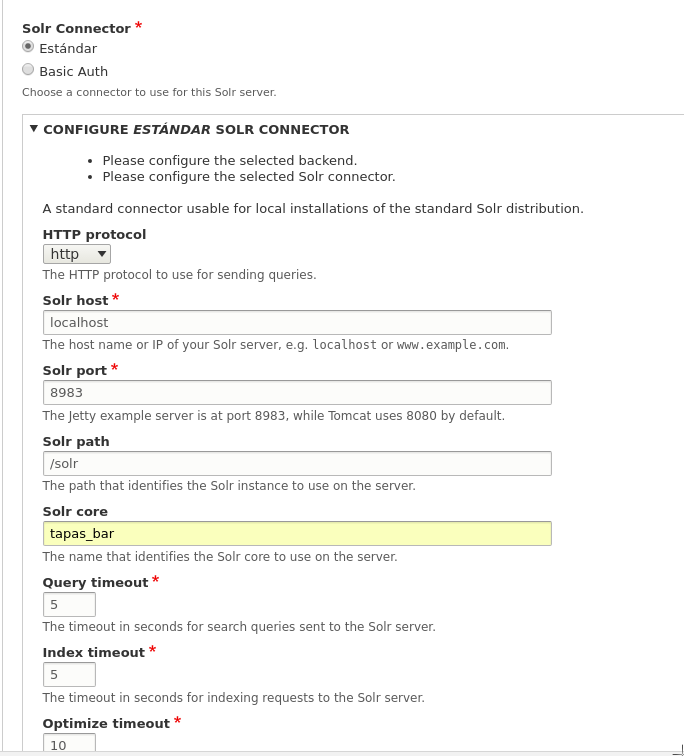 Solr Connector *
Estándar
Basic Auth
Choose a connector to use for this Solr server.
CONFIGURE ESTÁNDAR SOLR CONNECTOR
Please configure the selected backend.
Please configure the selected Solr connector.
A standard connector usable for local installations of the standard Solr distribution.
HTTP protocol
http
The HTTP protocol to use for sending queries.
Solr host *
localhost
The host name or IP of your Solr server, e.g. localhost or www.example.com.
Solr port *
8983
The Jetty example server is at port 8983, while Tomcat uses 8080 by default.
Solr path
/solr
The path that identifies the Solr instance to use on the server.
Solr core
tapas_bar
The name that identifies the Solr core to use on the server.
Query timeout *
5
The timeout in seconds for search queries sent to the Solr server.
Index timeout *
5
The timeout in seconds for indexing requests to the Solr server.
Optimize timeout *
10